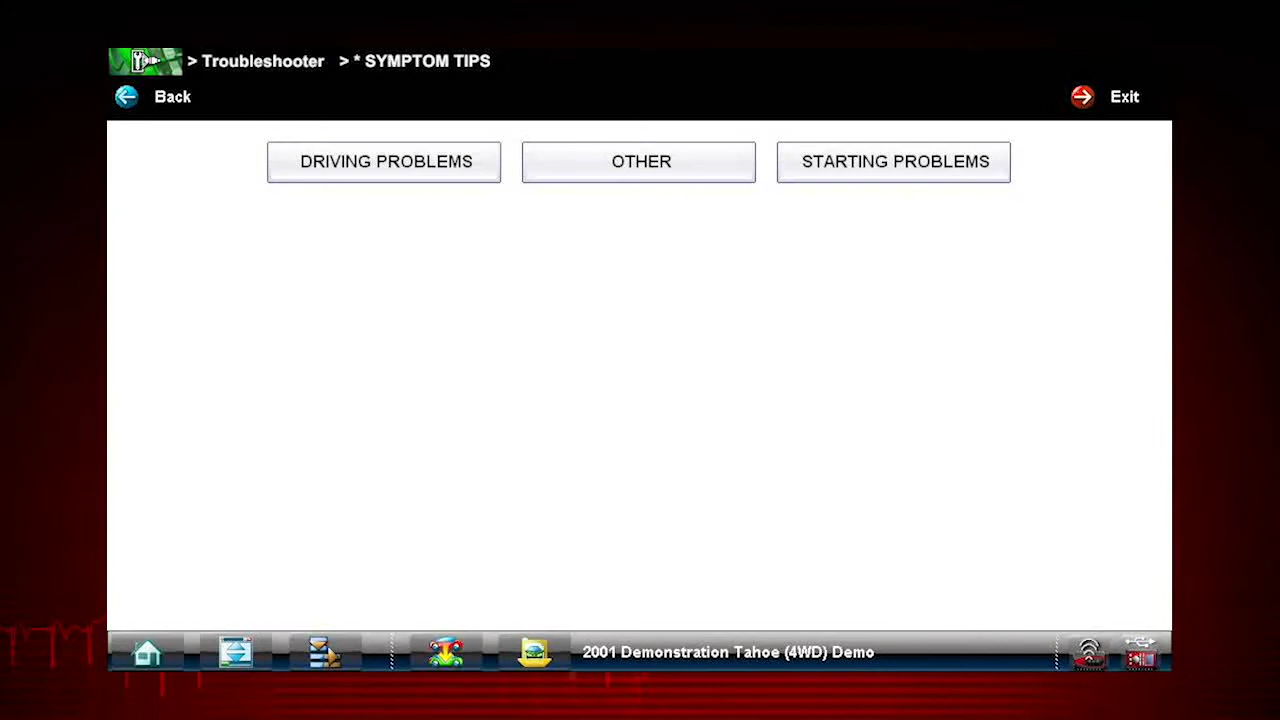 > Troubleshooter > * SYMPTOM TIPS
Back
Exit
DRIVING PROBLEMS
OTHER
STARTING PROBLEMS
2001 Demonstration Tahoe (4WD) Demo